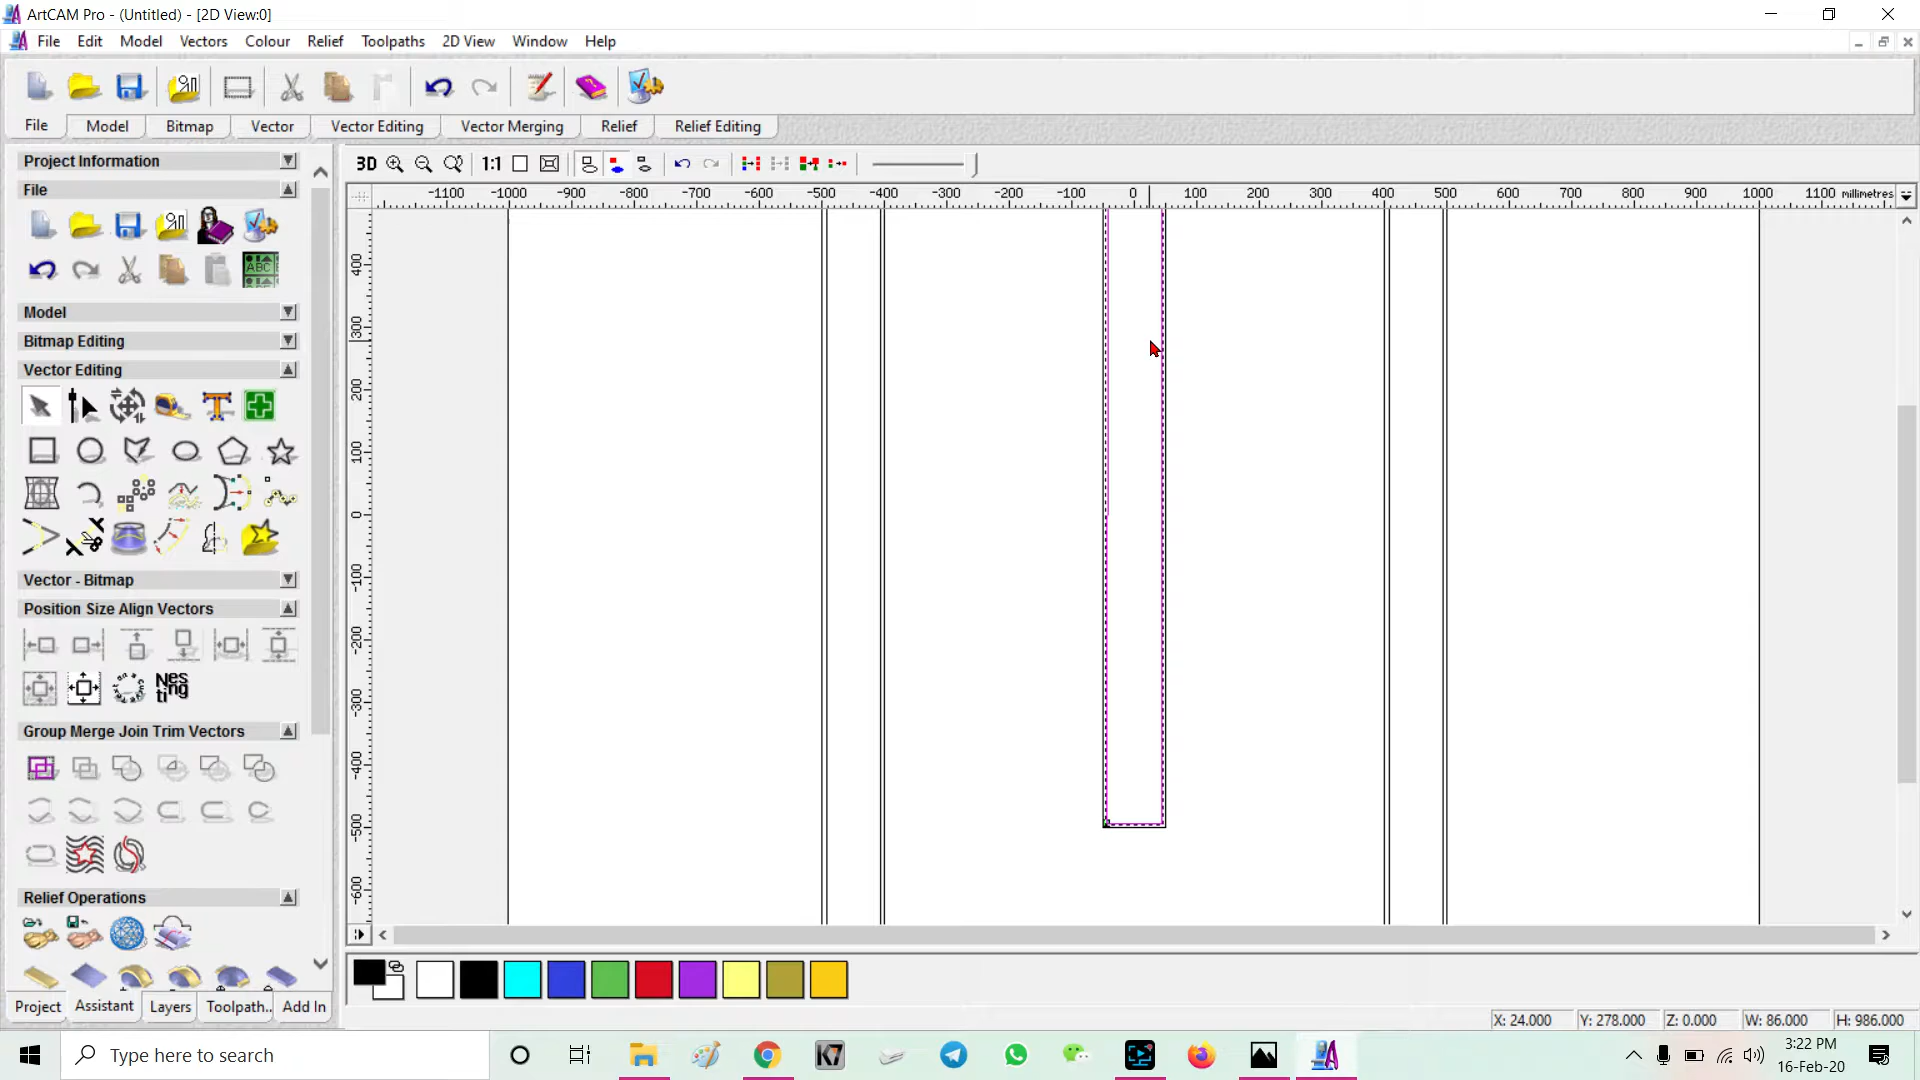 ArtCAM Pro - (Untitled) - [2D View:0]
File Edit Model Vectors Colour Relief Toolpaths 2D View Window Help
File Model Bitmap Vector Vector Editing Vector Merging Relief Relief Editing
Project Information
3D 1:1
File
-1100 -1000 -900 -800 -700 -600 -500 -400 -300 -200 -100 0 100 200 300 400 500 600 700 800 900 1000 1100 millimetres
ABC
400
Model
300
Bitmap Editing
Vector Editing
200
100
0
-100
Vector - Bitmap
Position Size Align Vectors
-200
Nes
ting
-300
Group Merge Join Trim Vectors
-400
-500
-600
Relief Operations
Project Assistant Layers Toolpath.. Add In
X: 24.000 Y: 278.000 Z: 0.000 W: 86.000 H: 986.000
Type here to search
K7
3:22 PM
16-Feb-20